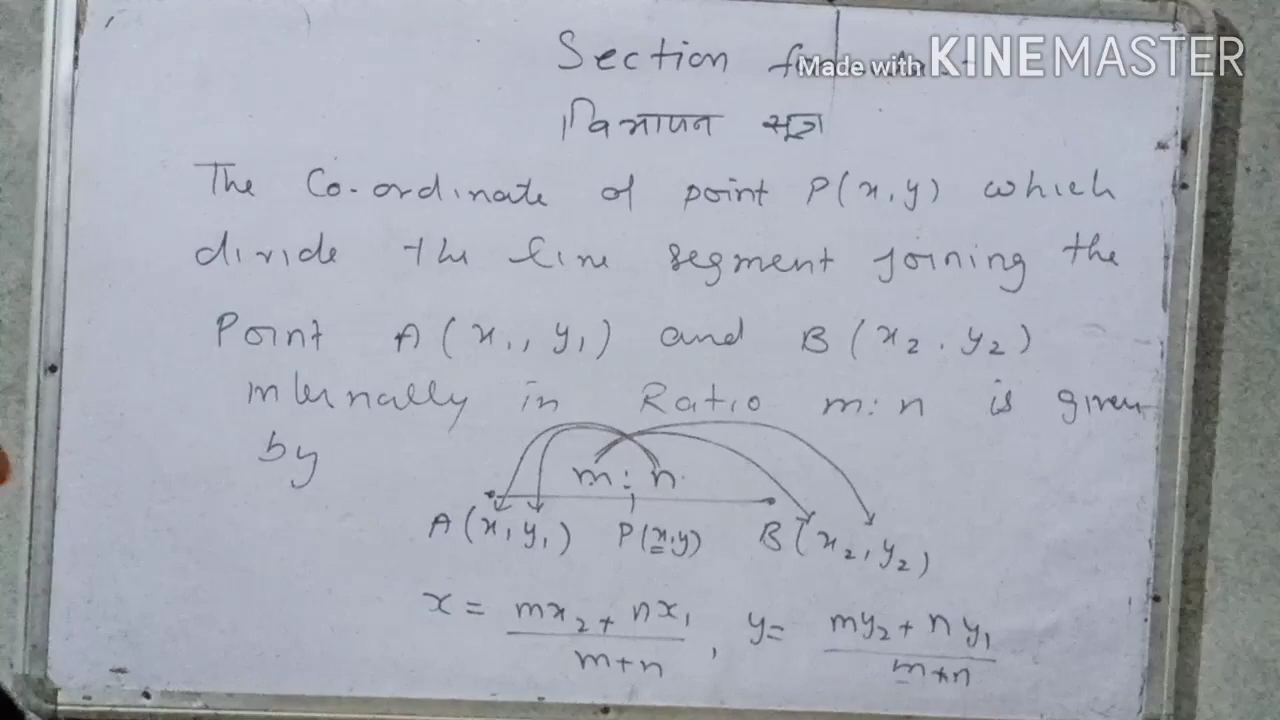 Section
Made with KINEMASTER
विभाजन सूत्र
The Co-ordinate of point P(x,y) which
divide the line segment joining the
Point A(x₁, y₁) and B(x₂, y₂)
internally in Ratio m:n is given
by
m : n
A(x₁, y₁) P(x,y) B(x₂, y₂)
x = mx₂ + nx₁ / m+n , y = my₂ + ny₁ / m+n